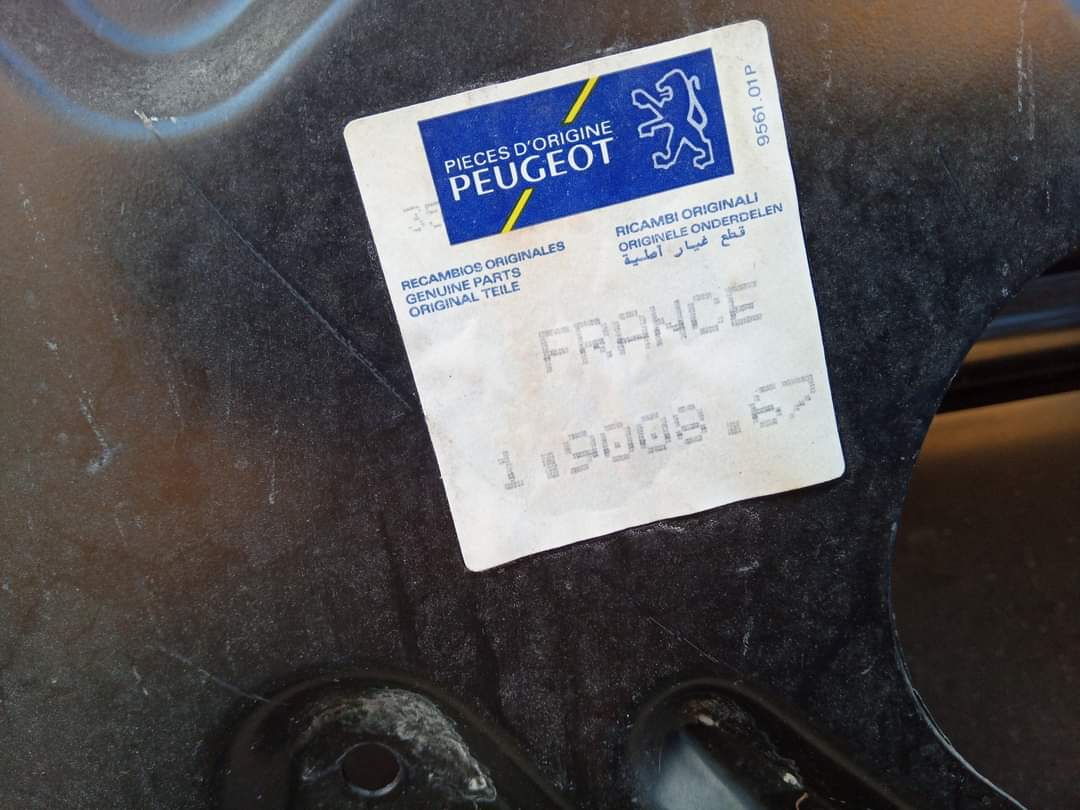 PIECES D'ORIGINE
PEUGEOT
9561.01P
35
RECAMBIOS ORIGINALES
GENUINE PARTS
ORIGINAL TEILE
RICAMBI ORIGINALI
ORIGINELE ONDERDELEN
قطع غيار أصلية
FRANCE
1.9008.67